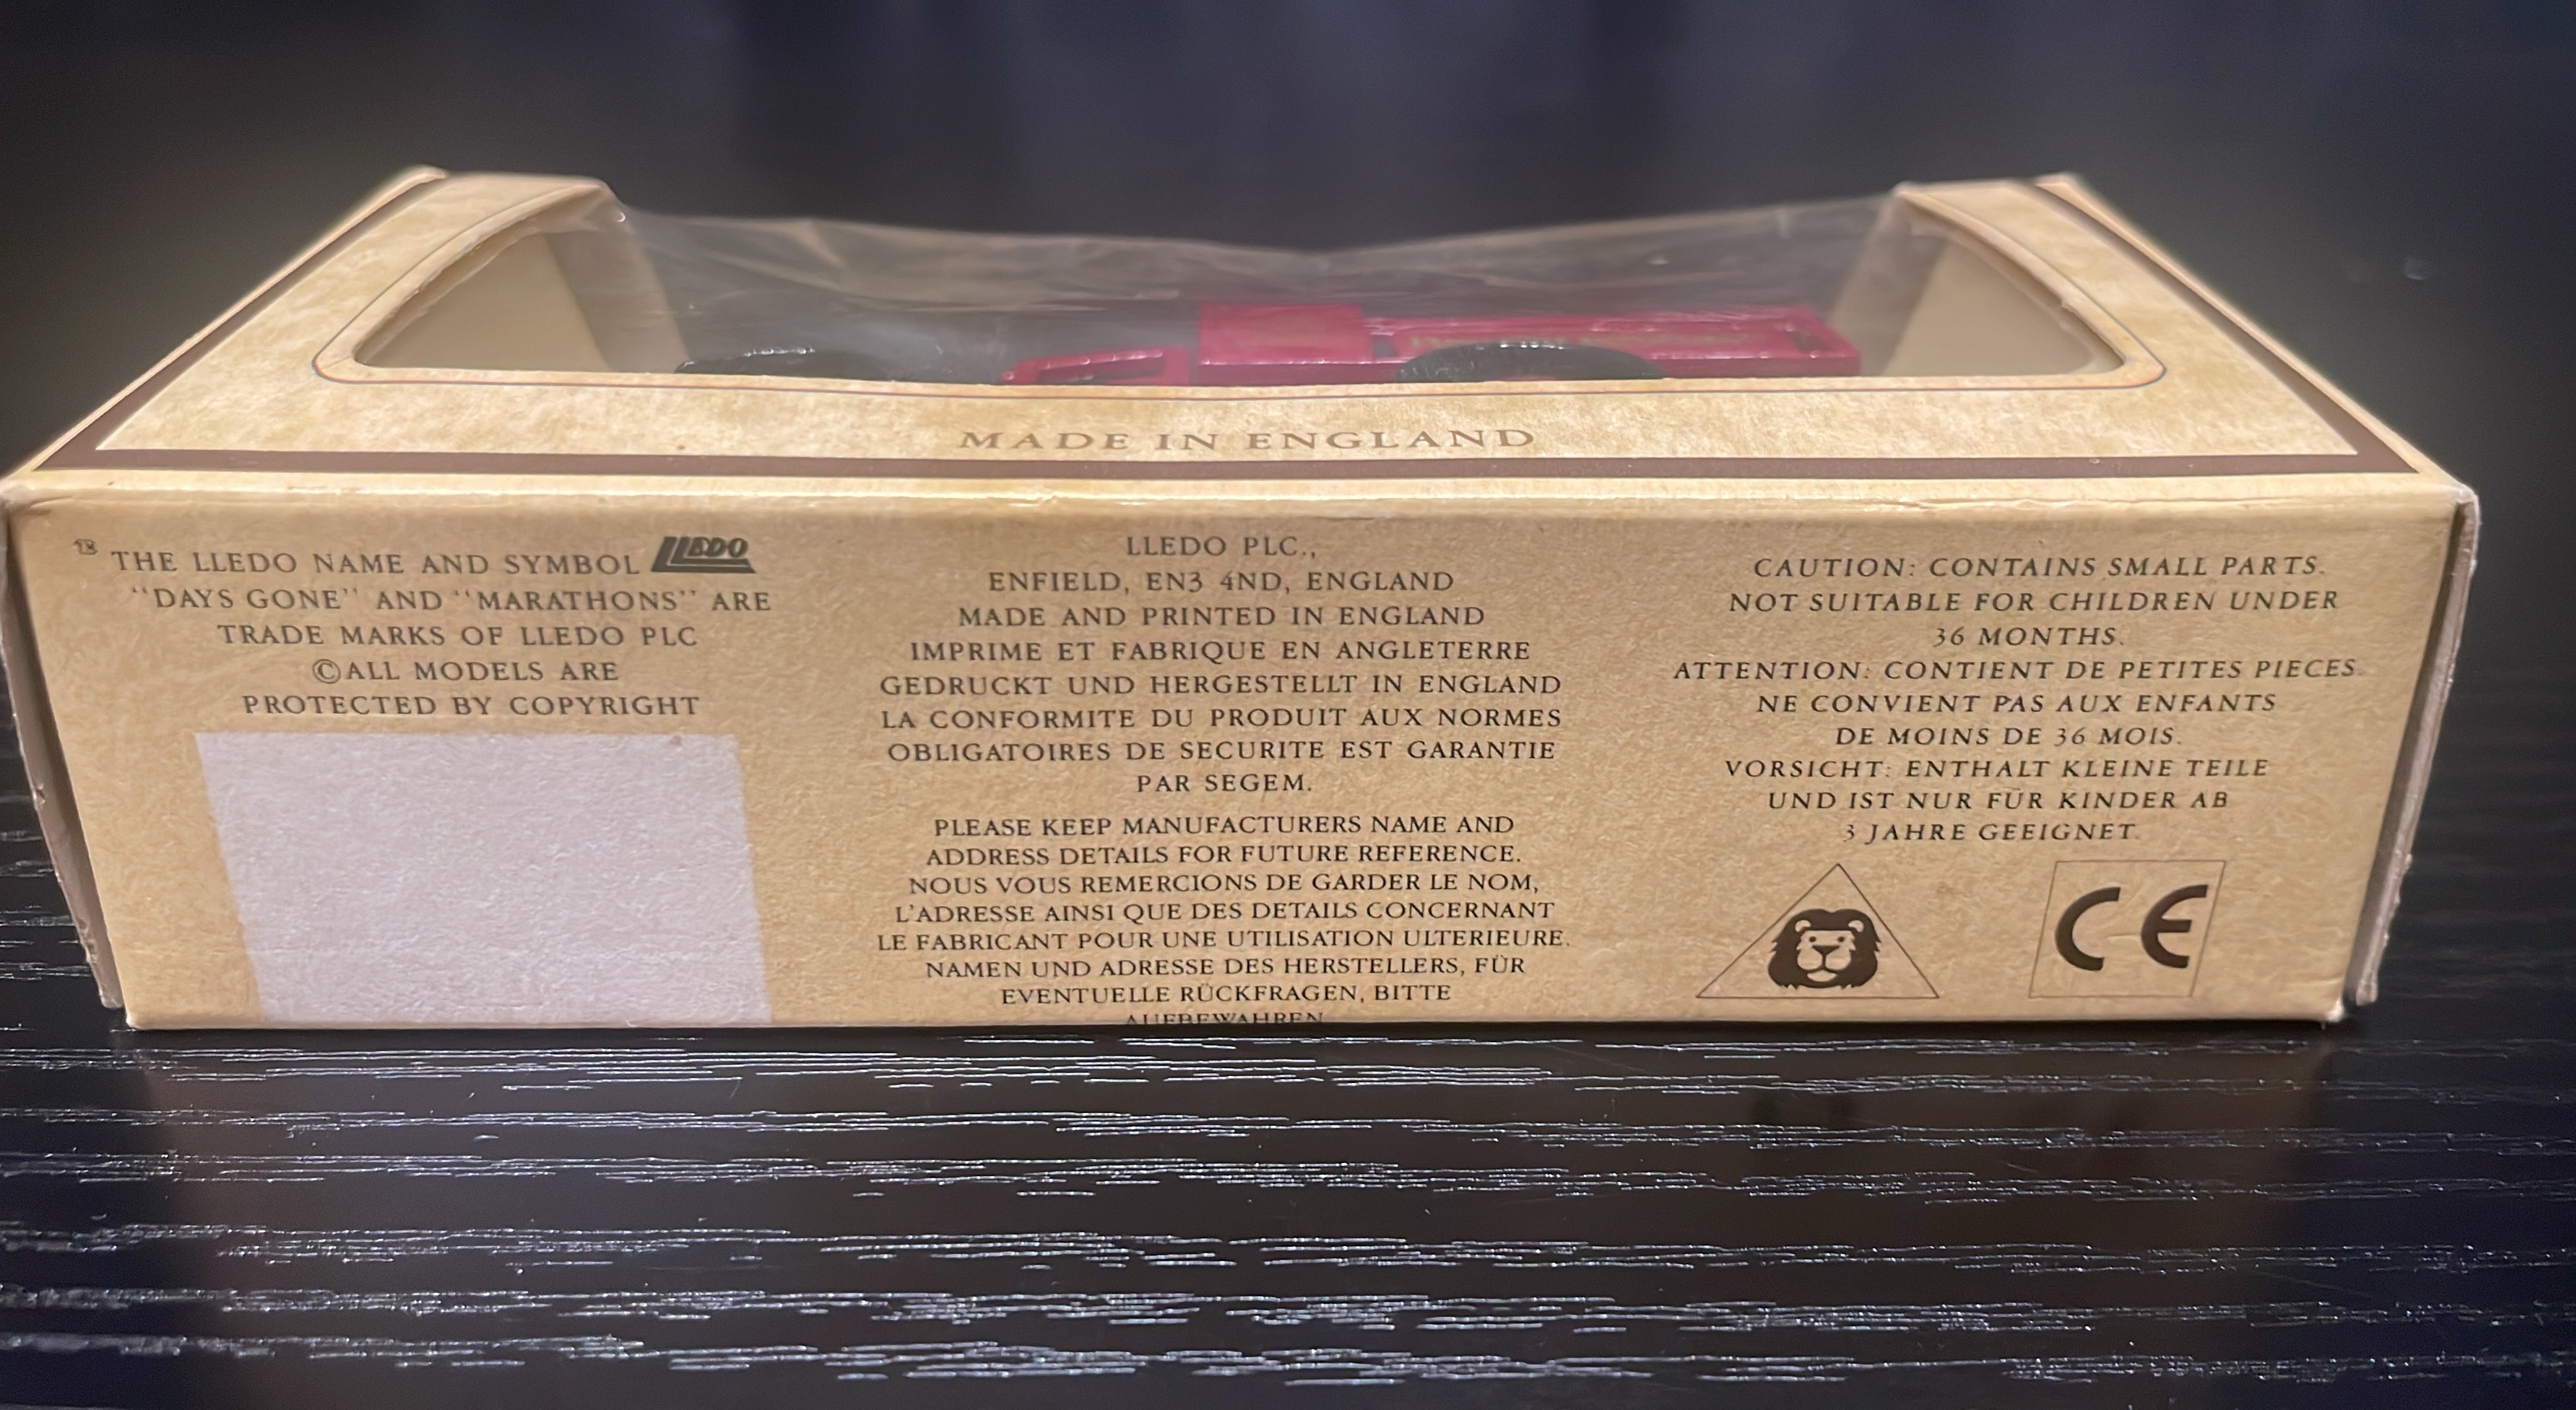 MADE IN ENGLAND
THE LLEDO NAME AND SYMBOL LLEDO
"DAYS GONE" AND "MARATHONS" ARE
TRADE MARKS OF LLEDO PLC
©ALL MODELS ARE
PROTECTED BY COPYRIGHT
LLEDO PLC.,
ENFIELD, EN3 4ND, ENGLAND
MADE AND PRINTED IN ENGLAND
IMPRIME ET FABRIQUE EN ANGLETERRE
GEDRUCKT UND HERGESTELLT IN ENGLAND
LA CONFORMITE DU PRODUIT AUX NORMES
OBLIGATOIRES DE SECURITE EST GARANTIE
PAR SEGEM.
PLEASE KEEP MANUFACTURERS NAME AND
ADDRESS DETAILS FOR FUTURE REFERENCE.
NOUS VOUS REMERCIONS DE GARDER LE NOM,
L'ADRESSE AINSI QUE DES DETAILS CONCERNANT
LE FABRICANT POUR UNE UTILISATION ULTERIEURE.
NAMEN UND ADRESSE DES HERSTELLERS, FÜR
EVENTUELLE RÜCKFRAGEN, BITTE
AUFBEWAHREN
CAUTION: CONTAINS SMALL PARTS.
NOT SUITABLE FOR CHILDREN UNDER
36 MONTHS.
ATTENTION: CONTIENT DE PETITES PIECES.
NE CONVIENT PAS AUX ENFANTS
DE MOINS DE 36 MOIS.
VORSICHT: ENTHALT KLEINE TEILE
UND IST NUR FÜR KINDER AB
3 JAHRE GEEIGNET.
CE